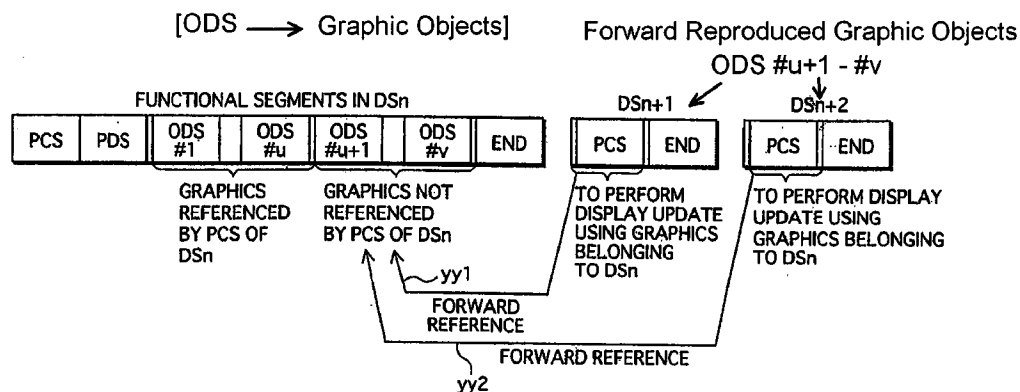 [ODS → Graphic Objects]
Forward Reproduced Graphic Objects
ODS #u+1 - #v
FUNCTIONAL SEGMENTS IN DSn
DSn+1
DSn+2
PCS
PDS
ODS
#1
ODS
#u
ODS
#u+1
ODS
#v
END
PCS
END
PCS
END
GRAPHICS
REFERENCED
BY PCS OF
DSn
GRAPHICS NOT
REFERENCED
BY PCS OF DSn
TO PERFORM
DISPLAY UPDATE
USING GRAPHICS
BELONGING
TO DSn
TO PERFORM DISPLAY
UPDATE USING
GRAPHICS BELONGING
TO DSn
yy1
FORWARD
REFERENCE
FORWARD REFERENCE
yy2